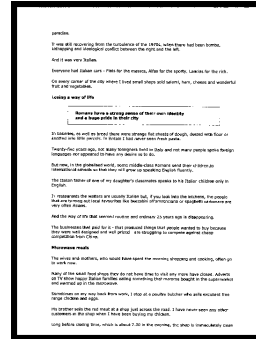 paradise.
It was still recovering from the turbulence of the 1970s, when there had been bombs,
kidnapping and ideological conflict between the right and the left.
And it was very Italian.
Everyone had Italian cars - Fiats for the masses, Alfas for the sporty, Lancias for the rich.
On every corner of the city where I lived small shops sold salami, ham, cheeses and wonderful
fruit and vegetables.
Losing a way of life
Romans have a strong sense of their own identity
and a huge pride in their city
In bakeries, as well as bread there were strange flat sheets of dough, dusted with flour or
another with little parcels. In Britain I had never seen fresh pasta.
Twenty-five years ago, not many foreigners lived in Italy and not many people spoke foreign
languages nor appeared to have any desire to do so.
But now, in the globalised world, some middle-class Romans send their children to
international schools so that they will grow up speaking English fluently.
The Italian father of one of my daughter's classmates speaks to his Italian children only in
English.
In restaurants the waiters are usually Italian but, if you look into the kitchens, the people
that are turning out local favourites like bucatini all'amatriciana or spaghetti carbonara are
very often Asians.
And the way of life that seemed routine and ordinary 25 years ago is disappearing.
The businesses that paid for it - that produced things that people wanted to buy because
they were well designed and well priced - are struggling to compete against cheap
competition from China.
Microwave meals
The wives and mothers, who would have spent the morning shopping and cooking, often go
to work now.
Many of the small food shops they do not have time to visit any more have closed. Adverts
on TV show happy Italian families eating something that mamma bought in the supermarket
and warmed up in the microwave.
Sometimes on my way back from work, I stop at a poultry butcher who sells excellent free
range chicken and eggs.
My brother sells the red meat at a shop just across the road. I have never seen any other
customers in the shop when I have been buying the chicken.
Long before closing time, which is about 7.30 in the evening, the shop is immaculately clean